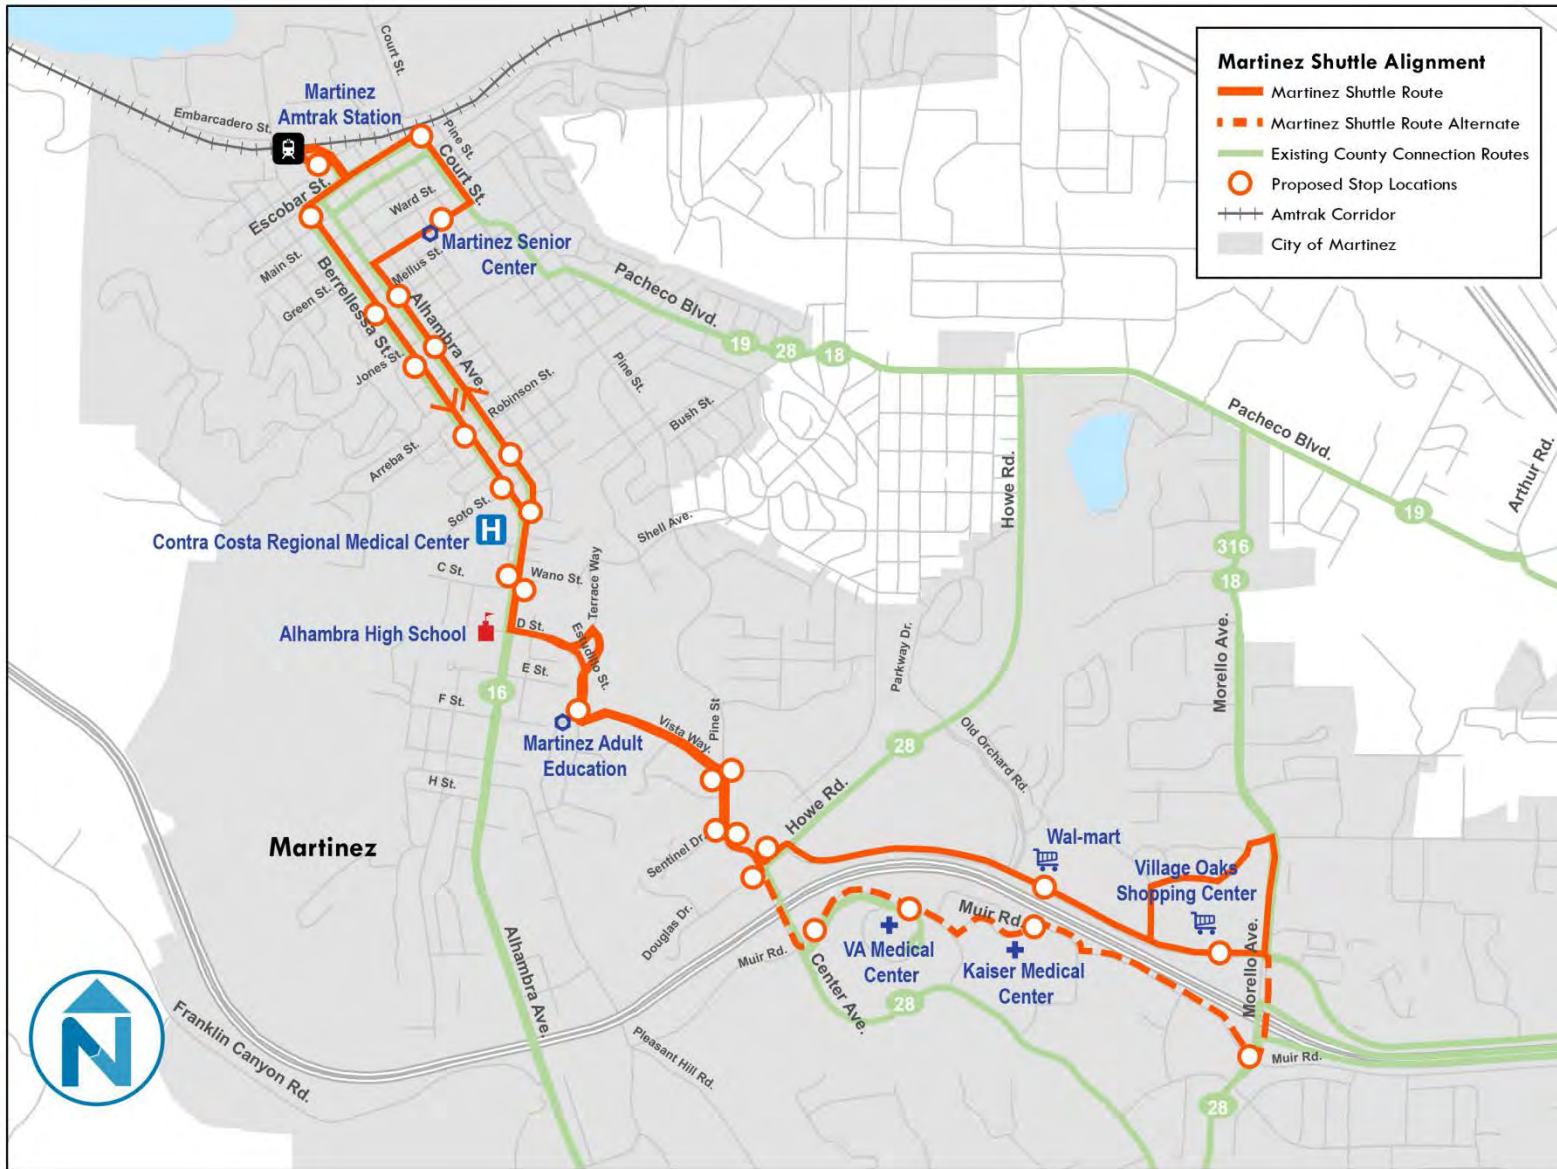 Martinez Shuttle Alignment
Martinez Shuttle Route
Martinez Shuttle Route Alternate
Existing County Connection Routes
Proposed Stop Locations
Amtrak Corridor
City of Martinez
Court St.
Martinez
Amtrak Station
Embarcadero St.
Pine St.
Court St.
Escobar St.
Ward St.
Martinez Senior
Center
Main St.
Mellus St.
Green St.
Berrellessa St.
Alhambra Ave.
Pacheco Blvd.
19
28
18
Jones St.
Robinson St.
Pine St.
Bush St.
Pacheco Blvd.
Arreba St.
Howe Rd.
Arthur Rd.
19
Soto St.
Shell Ave.
Contra Costa Regional Medical Center
H
316
18
C St.
Wano St.
Terrace Way
Alhambra High School
D St.
Estudillo St.
Parkway Dr.
Morello Ave.
E St.
16
F St.
Vista Way.
Pine St
Martinez Adult
Education
28
Old Orchard Rd.
H St.
Howe Rd.
Martinez
Sentinel Dr.
Wal-mart
Village Oaks
Shopping Center
Douglas Dr.
Muir Rd.
Muir Rd.
VA Medical
Center
Kaiser Medical
Center
Center Ave.
Morello Ave.
Alhambra Ave.
28
N
Franklin Canyon Rd.
Pleasant Hill Rd.
Muir Rd.
28